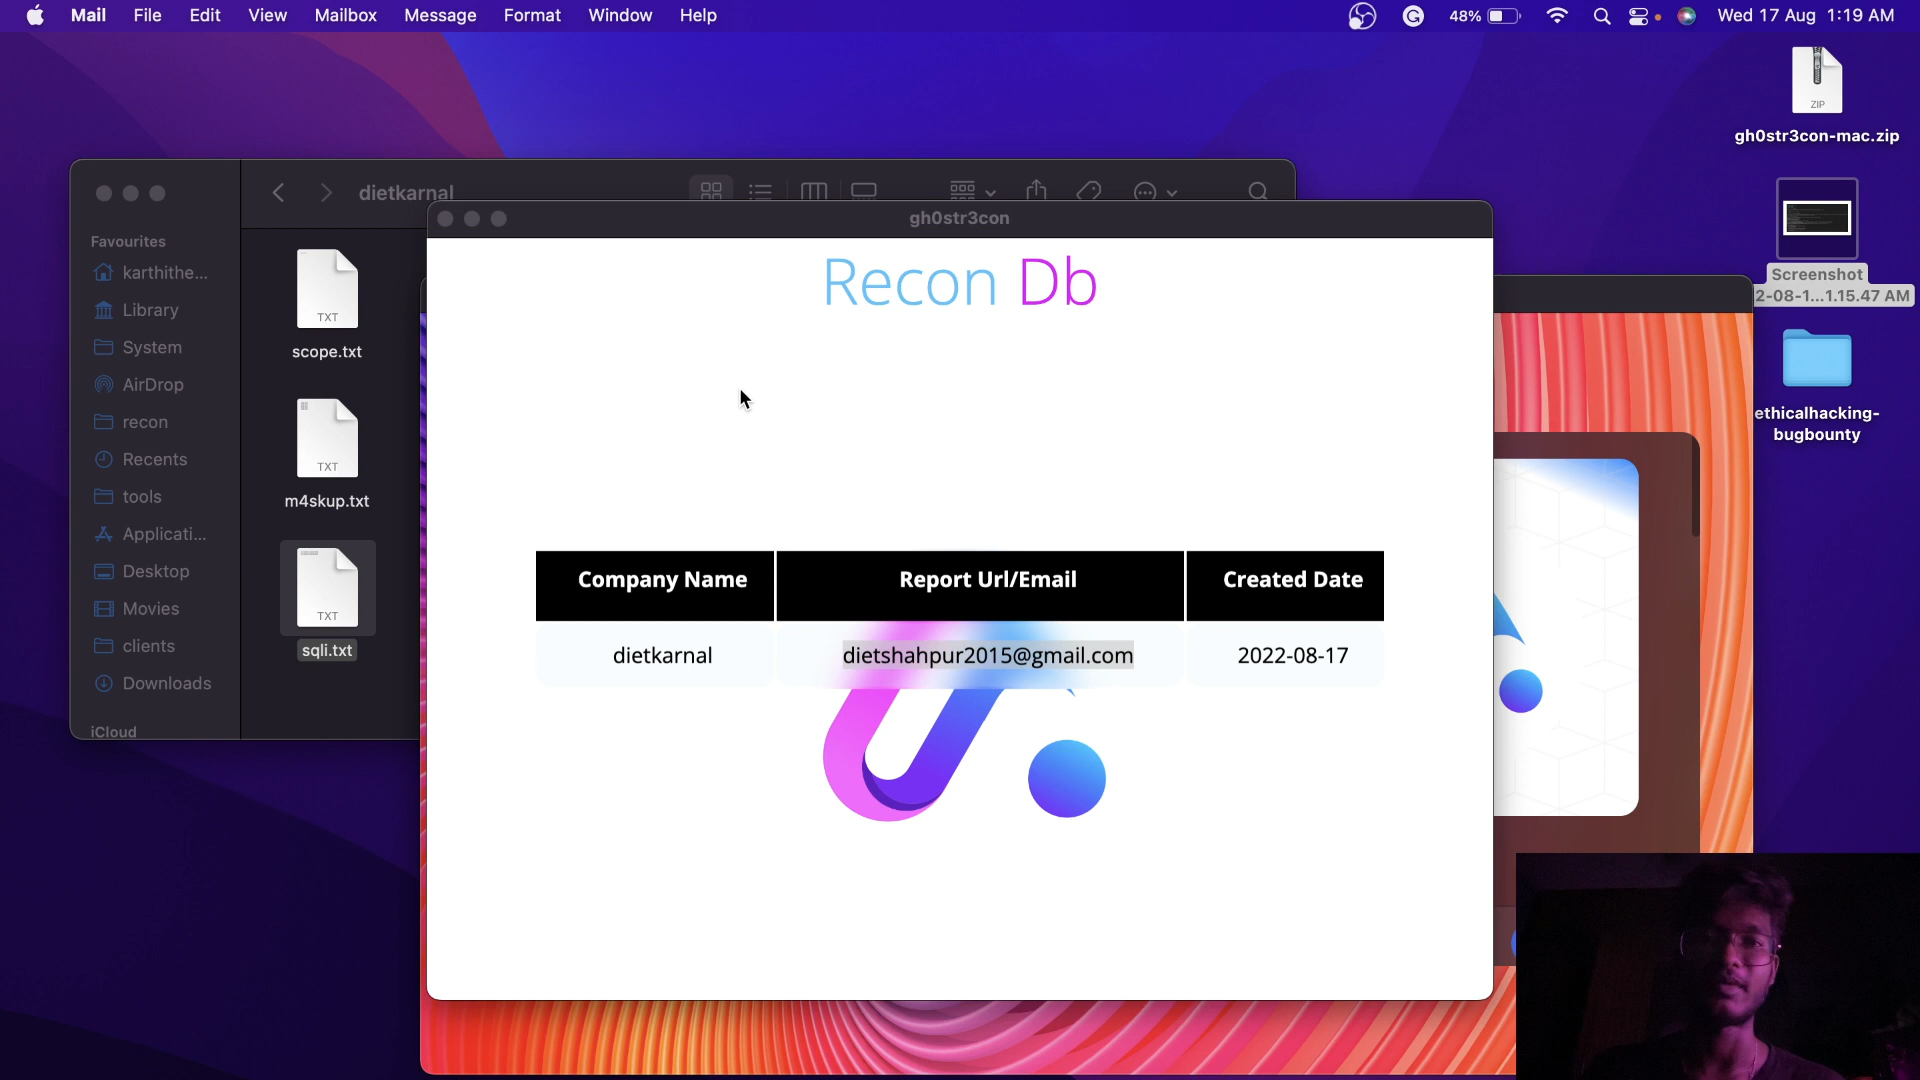 Mail File Edit View Mailbox Message Format Window Help
48% Wed 17 Aug 1:19 AM
ZIP
gh0str3con-mac.zip
Screenshot
2-08-1...1.15.47 AM
ethicalhacking-
bugbounty
dietkarnal
Favourites
karthithe...
Library
System
AirDrop
recon
Recents
tools
Applicati...
Desktop
Movies
clients
Downloads
iCloud
TXT
scope.txt
TXT
m4skup.txt
TXT
sqli.txt
gh0str3con
Recon Db
Company Name Report Url/Email Created Date
dietkarnal dietshahpur2015@gmail.com 2022-08-17